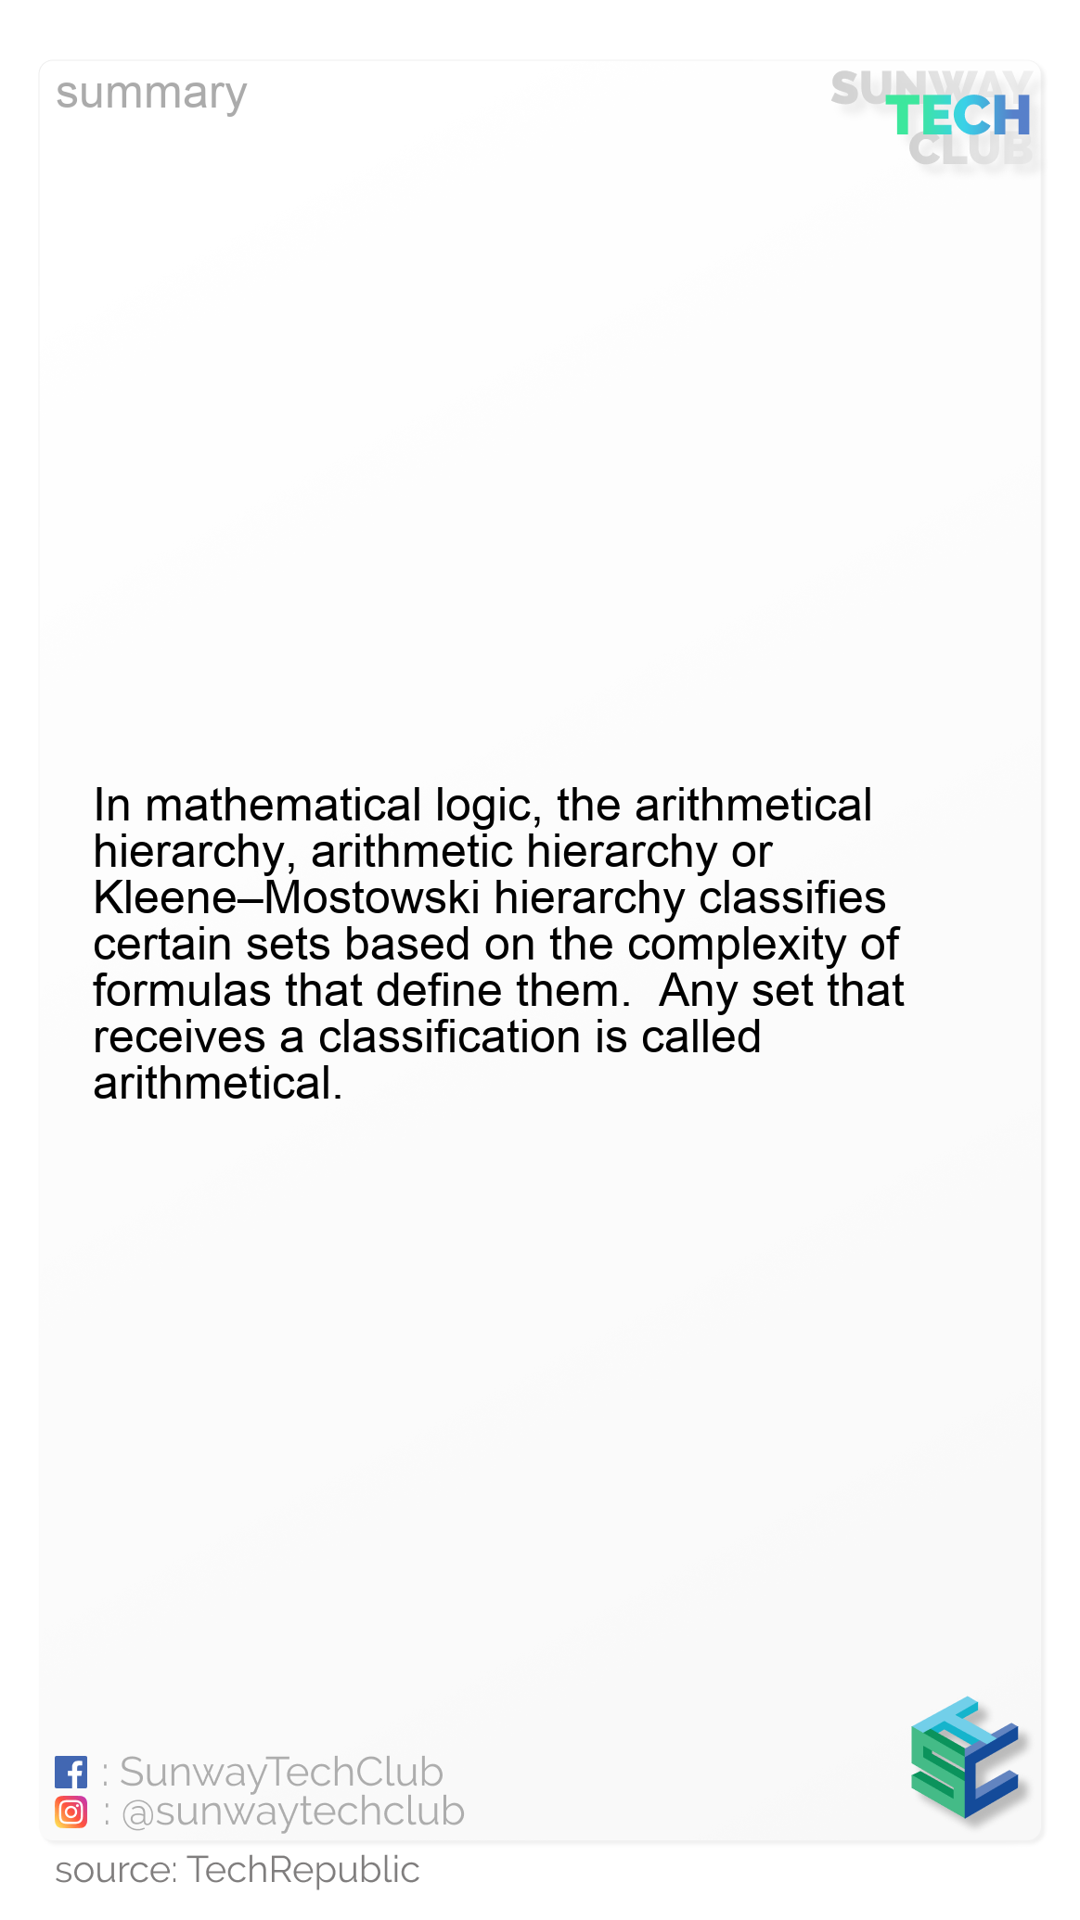 summary
SUNWAY
TECH
CLUB
In mathematical logic, the arithmetical
hierarchy, arithmetic hierarchy or
Kleene–Mostowski hierarchy classifies
certain sets based on the complexity of
formulas that define them.  Any set that
receives a classification is called
arithmetical.
: SunwayTechClub
: @sunwaytechclub
source: TechRepublic